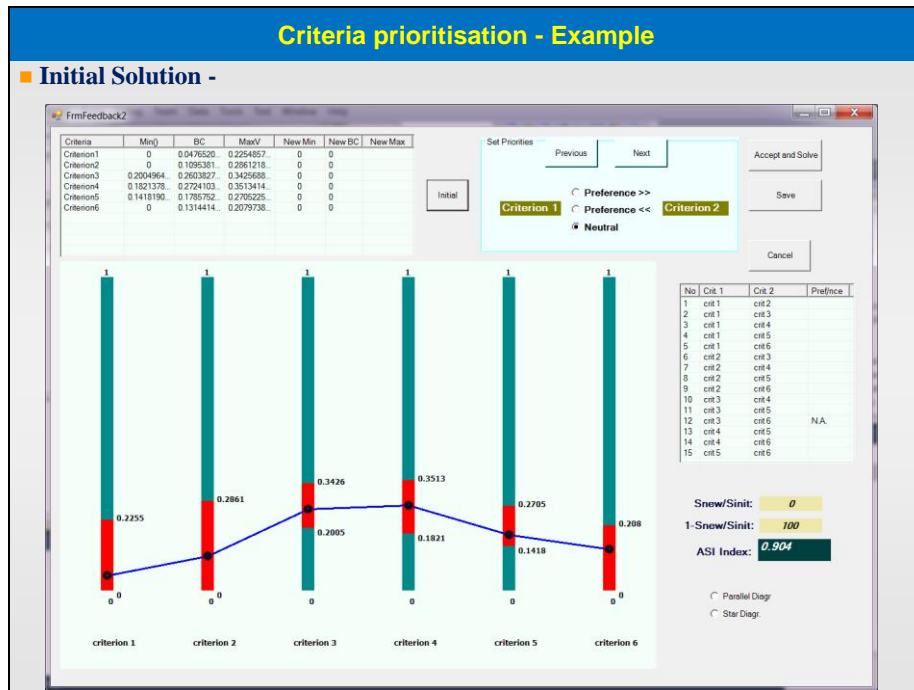 Criteria prioritisation - Example
Initial Solution -
FrmFeedback2
Criteria Min() BC MaxV New Min New BC New Max
Criterion1 0 0.0476520... 0.2254857... 0 0
Criterion2 0 0.1095381... 0.2861218... 0 0
Criterion3 0.2004964... 0.2603827... 0.3425688... 0 0
Criterion4 0.1821378... 0.2724103... 0.3513414... 0 0
Criterion5 0.1418190... 0.1785752... 0.2705225... 0 0
Criterion6 0 0.1314414... 0.2079738... 0 0
Initial
Set Priorities
Previous Next
Preference >>
Criterion 1 Preference << Criterion 2
Neutral
Accept and Solve
Save
Cancel
1 1 1 1 1 1
0.2255
0.2861
0.3426
0.2005
0.3513
0.1821
0.2705
0.1418
0.208
0 0 0
0 0 0 0 0 0
criterion 1 criterion 2 criterion 3 criterion 4 criterion 5 criterion 6
No Crit. 1 Crit. 2 Pref/nce
1 crit 1 crit 2
2 crit 1 crit 3
3 crit 1 crit 4
4 crit 1 crit 5
5 crit 1 crit 6
6 crit 2 crit 3
7 crit 2 crit 4
8 crit 2 crit 5
9 crit 2 crit 6
10 crit 3 crit 4
11 crit 3 crit 5
12 crit 3 crit 6 N.A.
13 crit 4 crit 5
14 crit 4 crit 6
15 crit 5 crit 6
Snew/Sinit: 0
1-Snew/Sinit: 100
ASI Index: 0.904
Parallel Diagr
Star Diagr.